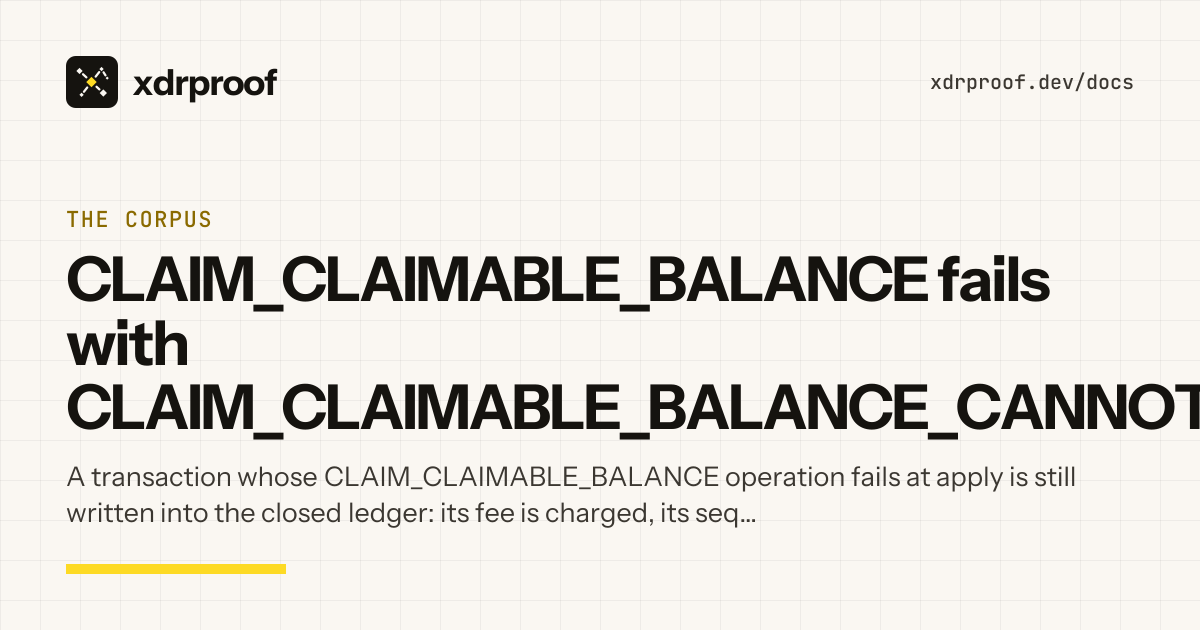 xdrproof
xdrproof.dev/docs
THE CORPUS
CLAIM_CLAIMABLE_BALANCE fails
with
CLAIM_CLAIMABLE_BALANCE_CANNOT
A transaction whose CLAIM_CLAIMABLE_BALANCE operation fails at apply is still
written into the closed ledger: its fee is charged, its seq...